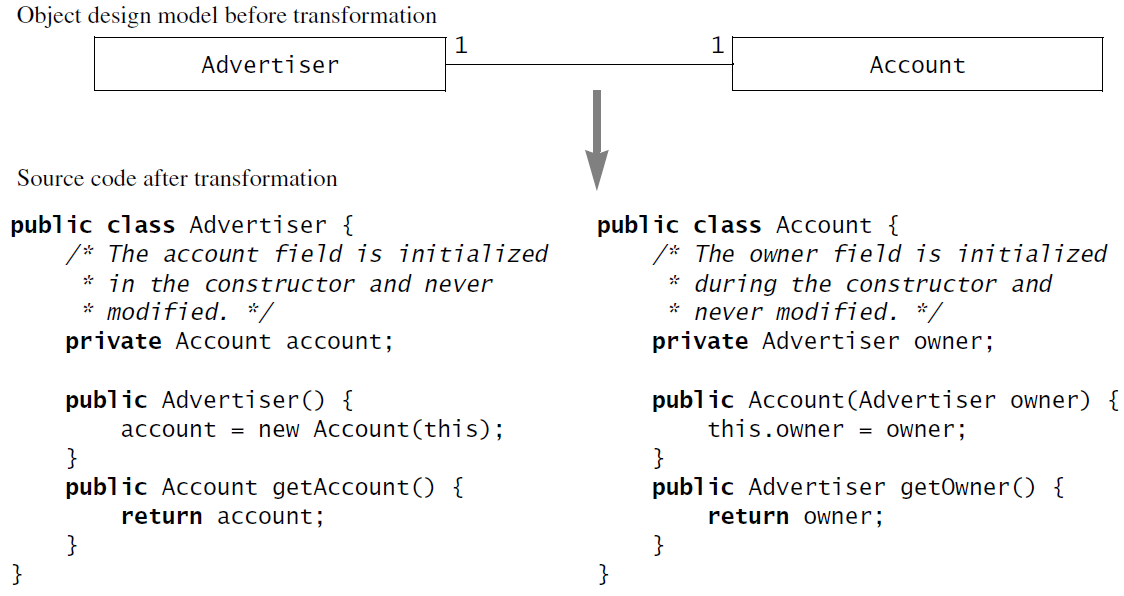 Object design model before transformation
1 1
Advertiser Account
Source code after transformation
public class Advertiser {
/* The account field is initialized
* in the constructor and never
* modified. */
private Account account;
public Advertiser() {
account = new Account(this);
}
public Account getAccount() {
return account;
}
}
public class Account {
/* The owner field is initialized
* during the constructor and
* never modified. */
private Advertiser owner;
public Account(Advertiser owner) {
this.owner = owner;
}
public Advertiser getOwner() {
return owner;
}
}